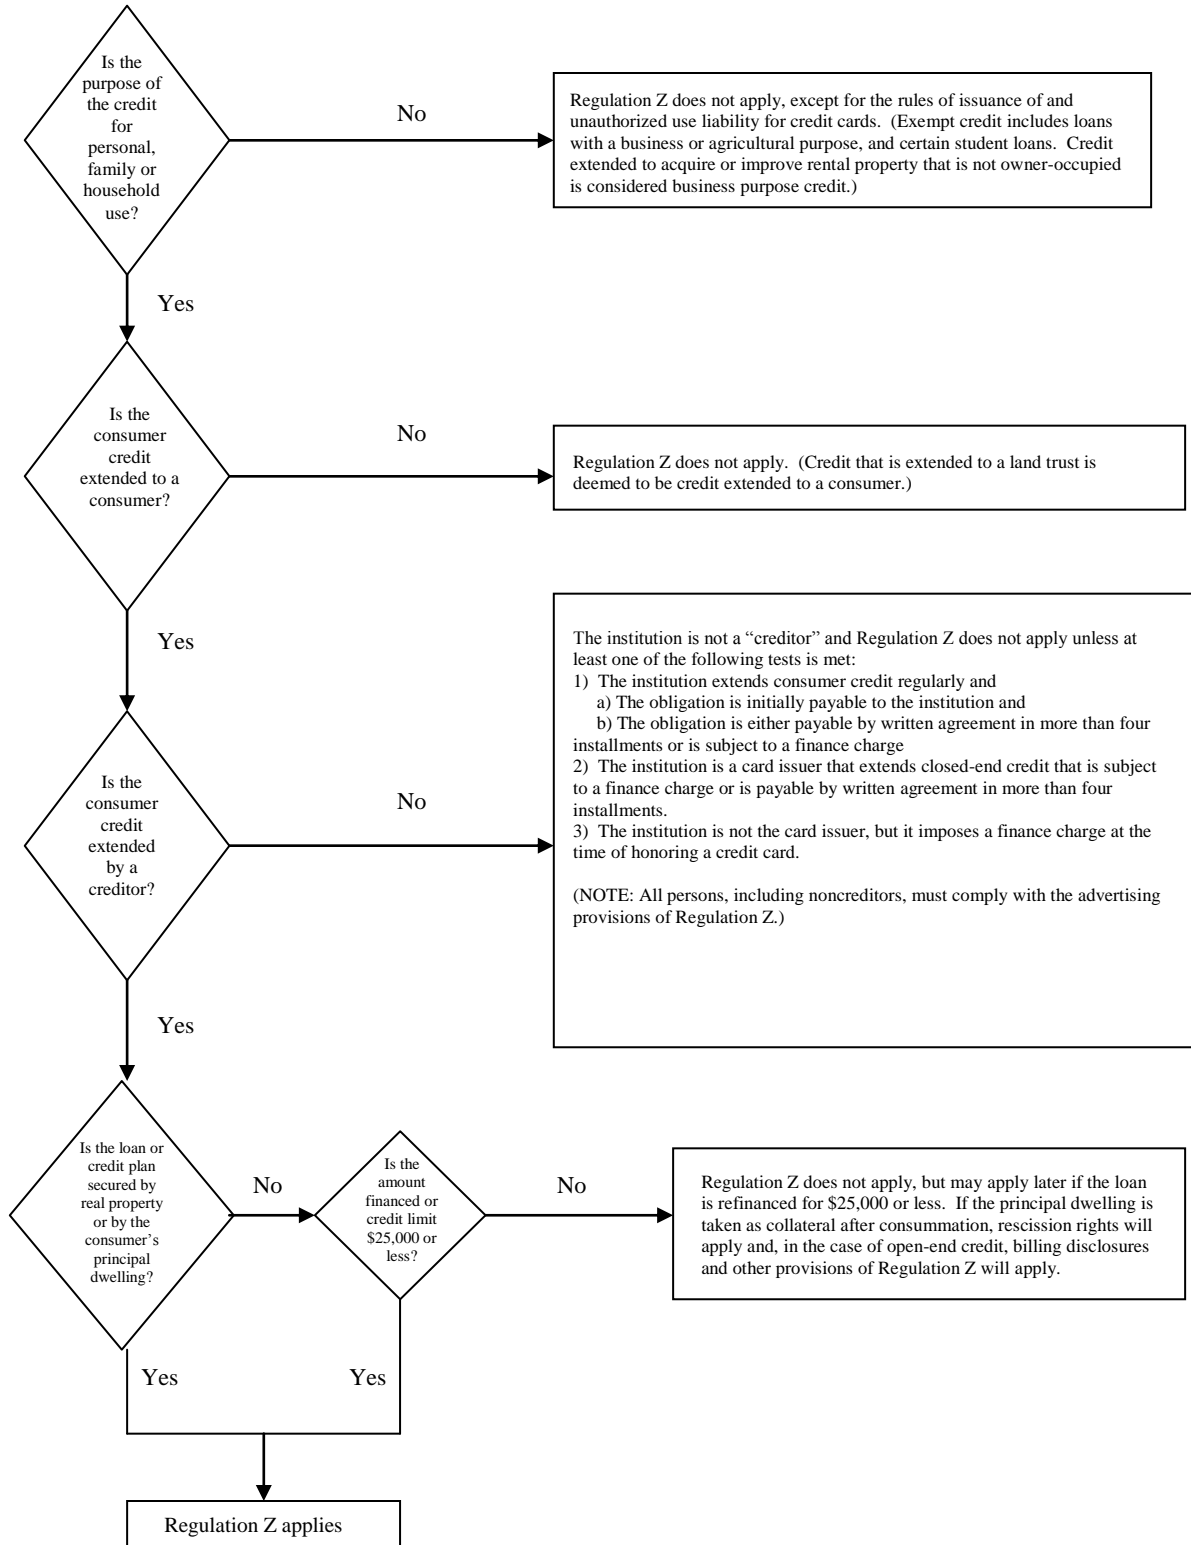 Is the
purpose of
the credit
for
personal,
family or
household
use?
No
Regulation Z does not apply, except for the rules of issuance of and
unauthorized use liability for credit cards.  (Exempt credit includes loans
with a business or agricultural purpose, and certain student loans.  Credit
extended to acquire or improve rental property that is not owner-occupied
is considered business purpose credit.)
Yes
Is the
consumer
credit
extended to a
consumer?
No
Regulation Z does not apply.  (Credit that is extended to a land trust is
deemed to be credit extended to a consumer.)
Yes
Is the
consumer
credit
extended
by a
creditor?
No
The institution is not a “creditor” and Regulation Z does not apply unless at
least one of the following tests is met:
1)  The institution extends consumer credit regularly and
a) The obligation is initially payable to the institution and
b) The obligation is either payable by written agreement in more than four
installments or is subject to a finance charge
2)  The institution is a card issuer that extends closed-end credit that is subject
to a finance charge or is payable by written agreement in more than four
installments.
3)  The institution is not the card issuer, but it imposes a finance charge at the
time of honoring a credit card.
(NOTE: All persons, including noncreditors, must comply with the advertising
provisions of Regulation Z.)
Yes
Is the loan or
credit plan
secured by
real property
or by the
consumer’s
principal
dwelling?
No
Is the
amount
financed or
credit limit
$25,000 or
less?
No
Regulation Z does not apply, but may apply later if the loan
is refinanced for $25,000 or less.  If the principal dwelling is
taken as collateral after consummation, rescission rights will
apply and, in the case of open-end credit, billing disclosures
and other provisions of Regulation Z will apply.
Yes
Yes
Regulation Z applies